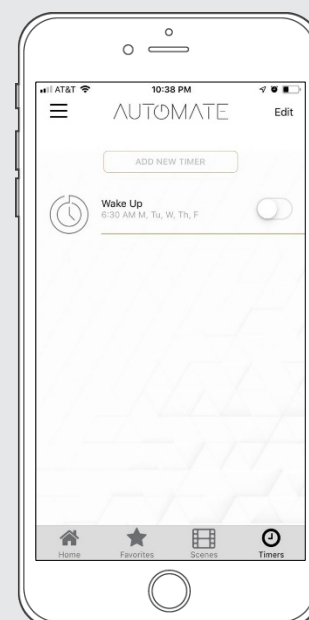 AT&T 10:38 PM
AUTOMATE Edit
ADD NEW TIMER
Wake Up
6:30 AM M, Tu, W, Th, F
Home Favorites Scenes Timers